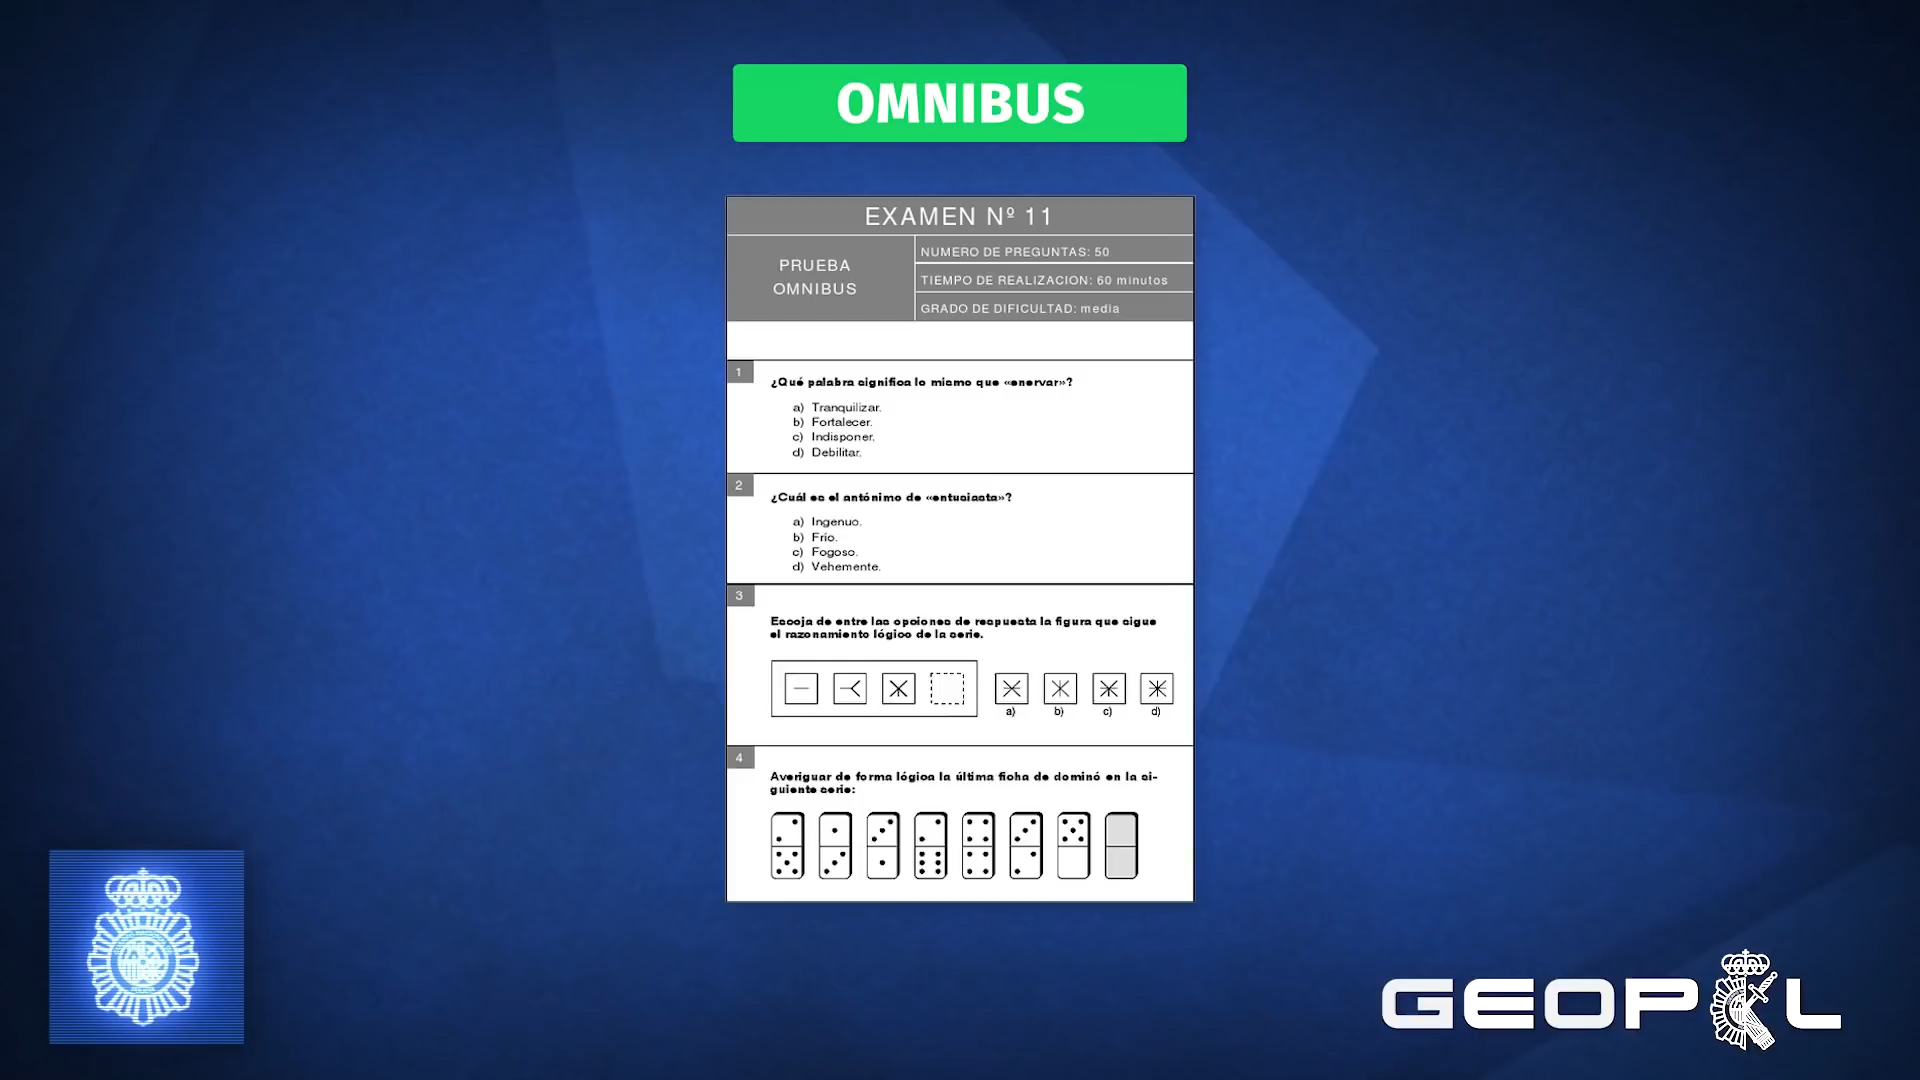 OMNIBUS
EXAMEN Nº 11
PRUEBA
OMNIBUS
NUMERO DE PREGUNTAS: 50
TIEMPO DE REALIZACION: 60 minutos
GRADO DE DIFICULTAD: media
1
¿Qué palabra significa lo mismo que «enervar»?
a) Tranquilizar.
b) Fortalecer.
c) Indisponer.
d) Debilitar.
2
¿Cuál es el antónimo de «entusiasta»?
a) Ingenuo.
b) Frío.
c) Fogoso.
d) Vehemente.
3
Escoja de entre las opciones de respuesta la figura que sigue
el razonamiento lógico de la serie.
a) b) c) d)
4
Averiguar de forma lógica la última ficha de dominó en la si-
guiente serie:
GEOPOL